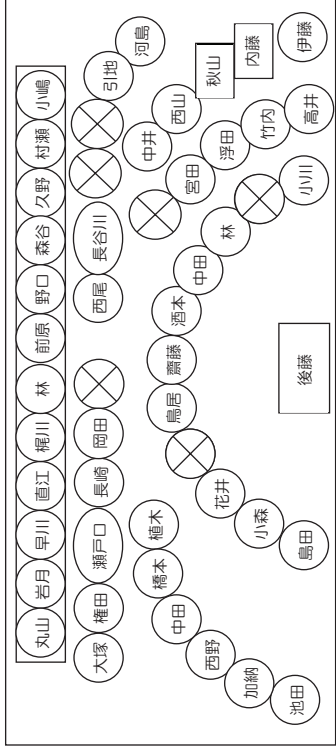 小嶋
村瀬
久野
森谷
野口
前原
林
梶川
直江
早川
岩月
丸山
河島
引地
長谷川
西尾
岡田
長崎
瀬戸口
権田
大塚
伊藤
内藤
秋山
西山
中井
高井
竹内
浮田
宮田
小川
林
中田
酒本
齋藤
鳥居
花井
小森
島田
植木
橋本
中田
西野
加納
池田
後藤